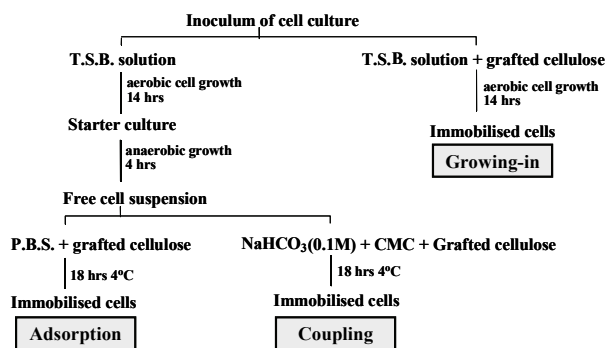 Inoculum of cell culture
T.S.B. solution
T.S.B. solution + grafted cellulose
aerobic cell growth
14 hrs
aerobic cell growth
14 hrs
Starter culture
Immobilised cells
anaerobic growth
4 hrs
Growing-in
Free cell suspension
P.B.S. + grafted cellulose
NaHCO3(0.1M) + CMC + Grafted cellulose
18 hrs 4°C
18 hrs 4°C
Immobilised cells
Immobilised cells
Adsorption
Coupling